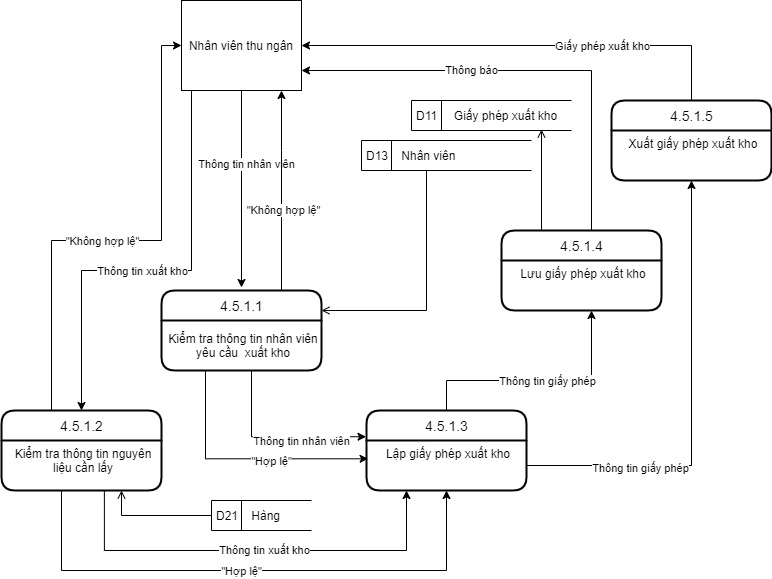 Nhân viên thu ngân
Giấy phép xuất kho
Thông báo
D11
Giấy phép xuất kho
4.5.1.5
Xuất giấy phép xuất kho
D13
Nhân viên
Thông tin nhân viên
"Không hợp lệ"
"Không hợp lệ"
4.5.1.4
Lưu giấy phép xuất kho
Thông tin xuất kho
4.5.1.1
Kiểm tra thông tin nhân viên
yêu cầu xuất kho
Thông tin giấy phép
4.5.1.2
Kiểm tra thông tin nguyên
liệu cần lấy
Thông tin nhân viên
"Hợp lệ"
4.5.1.3
Lập giấy phép xuất kho
Thông tin giấy phép
D21
Hàng
Thông tin xuất kho
"Hợp lệ"